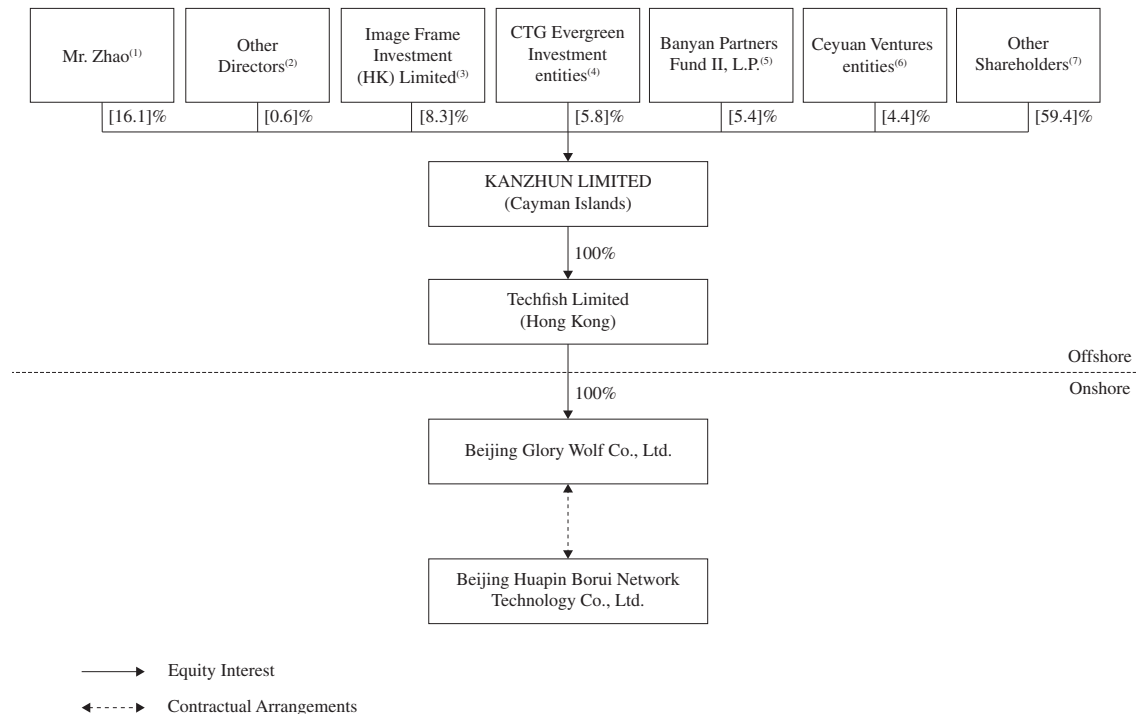 Mr. Zhao(1)
Other
Directors(2)
Image Frame
Investment
(HK) Limited(3)
CTG Evergreen
Investment
entities(4)
Banyan Partners
Fund II, L.P.(5)
Ceyuan Ventures
entities(6)
Other
Shareholders(7)
[16.1]%
[0.6]%
[8.3]%
[5.8]%
[5.4]%
[4.4]%
[59.4]%
KANZHUN LIMITED
(Cayman Islands)
100%
Techfish Limited
(Hong Kong)
Offshore
Onshore
100%
Beijing Glory Wolf Co., Ltd.
Beijing Huapin Borui Network
Technology Co., Ltd.
Equity Interest
Contractual Arrangements